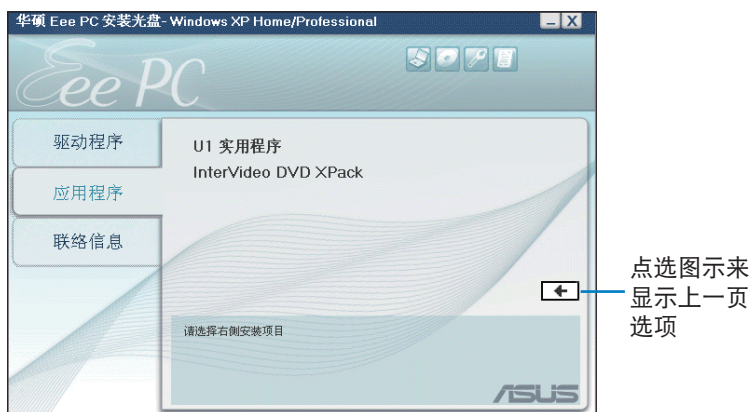 华硕 Eee PC 安装光盘- Windows XP Home/Professional
Eee PC
驱动程序
应用程序
联络信息
U1 实用程序
InterVideo DVD XPack
请选择右侧安装项目
ASUS
点选图示来
显示上一页
选项